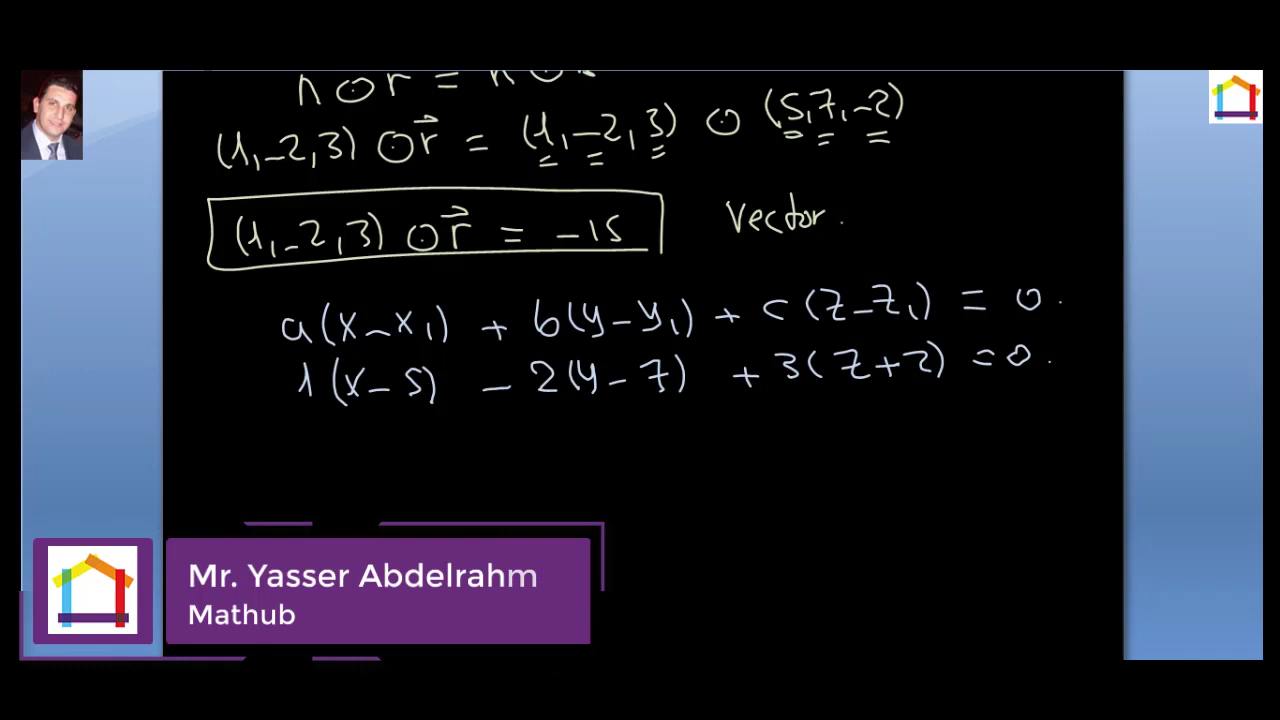 n ⊙ r = n ⊙
(1,-2,3) ⊙ r⃗ = (1,-2,3) ⊙ (5,7,-2)
(1,-2,3) ⊙ r⃗ = -15 vector.
a(x-x₁) + b(y-y₁) + c(z-z₁) = 0.
1(x-5) - 2(y-7) + 3(z+2) = 0.
Mr. Yasser Abdelrahm
Mathub